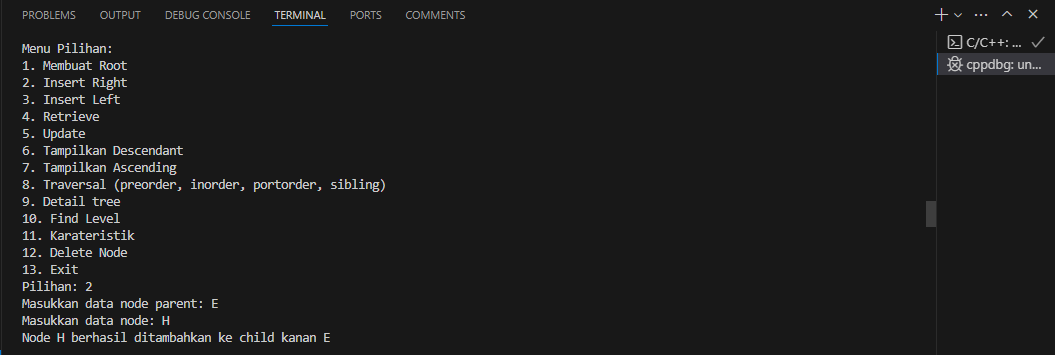 PROBLEMS OUTPUT DEBUG CONSOLE TERMINAL PORTS COMMENTS
C/C++: ...
cppdbg: un...
Menu Pilihan:
1. Membuat Root
2. Insert Right
3. Insert Left
4. Retrieve
5. Update
6. Tampilkan Descendant
7. Tampilkan Ascending
8. Traversal (preorder, inorder, portorder, sibling)
9. Detail tree
10. Find Level
11. Karateristik
12. Delete Node
13. Exit
Pilihan: 2
Masukkan data node parent: E
Masukkan data node: H
Node H berhasil ditambahkan ke child kanan E